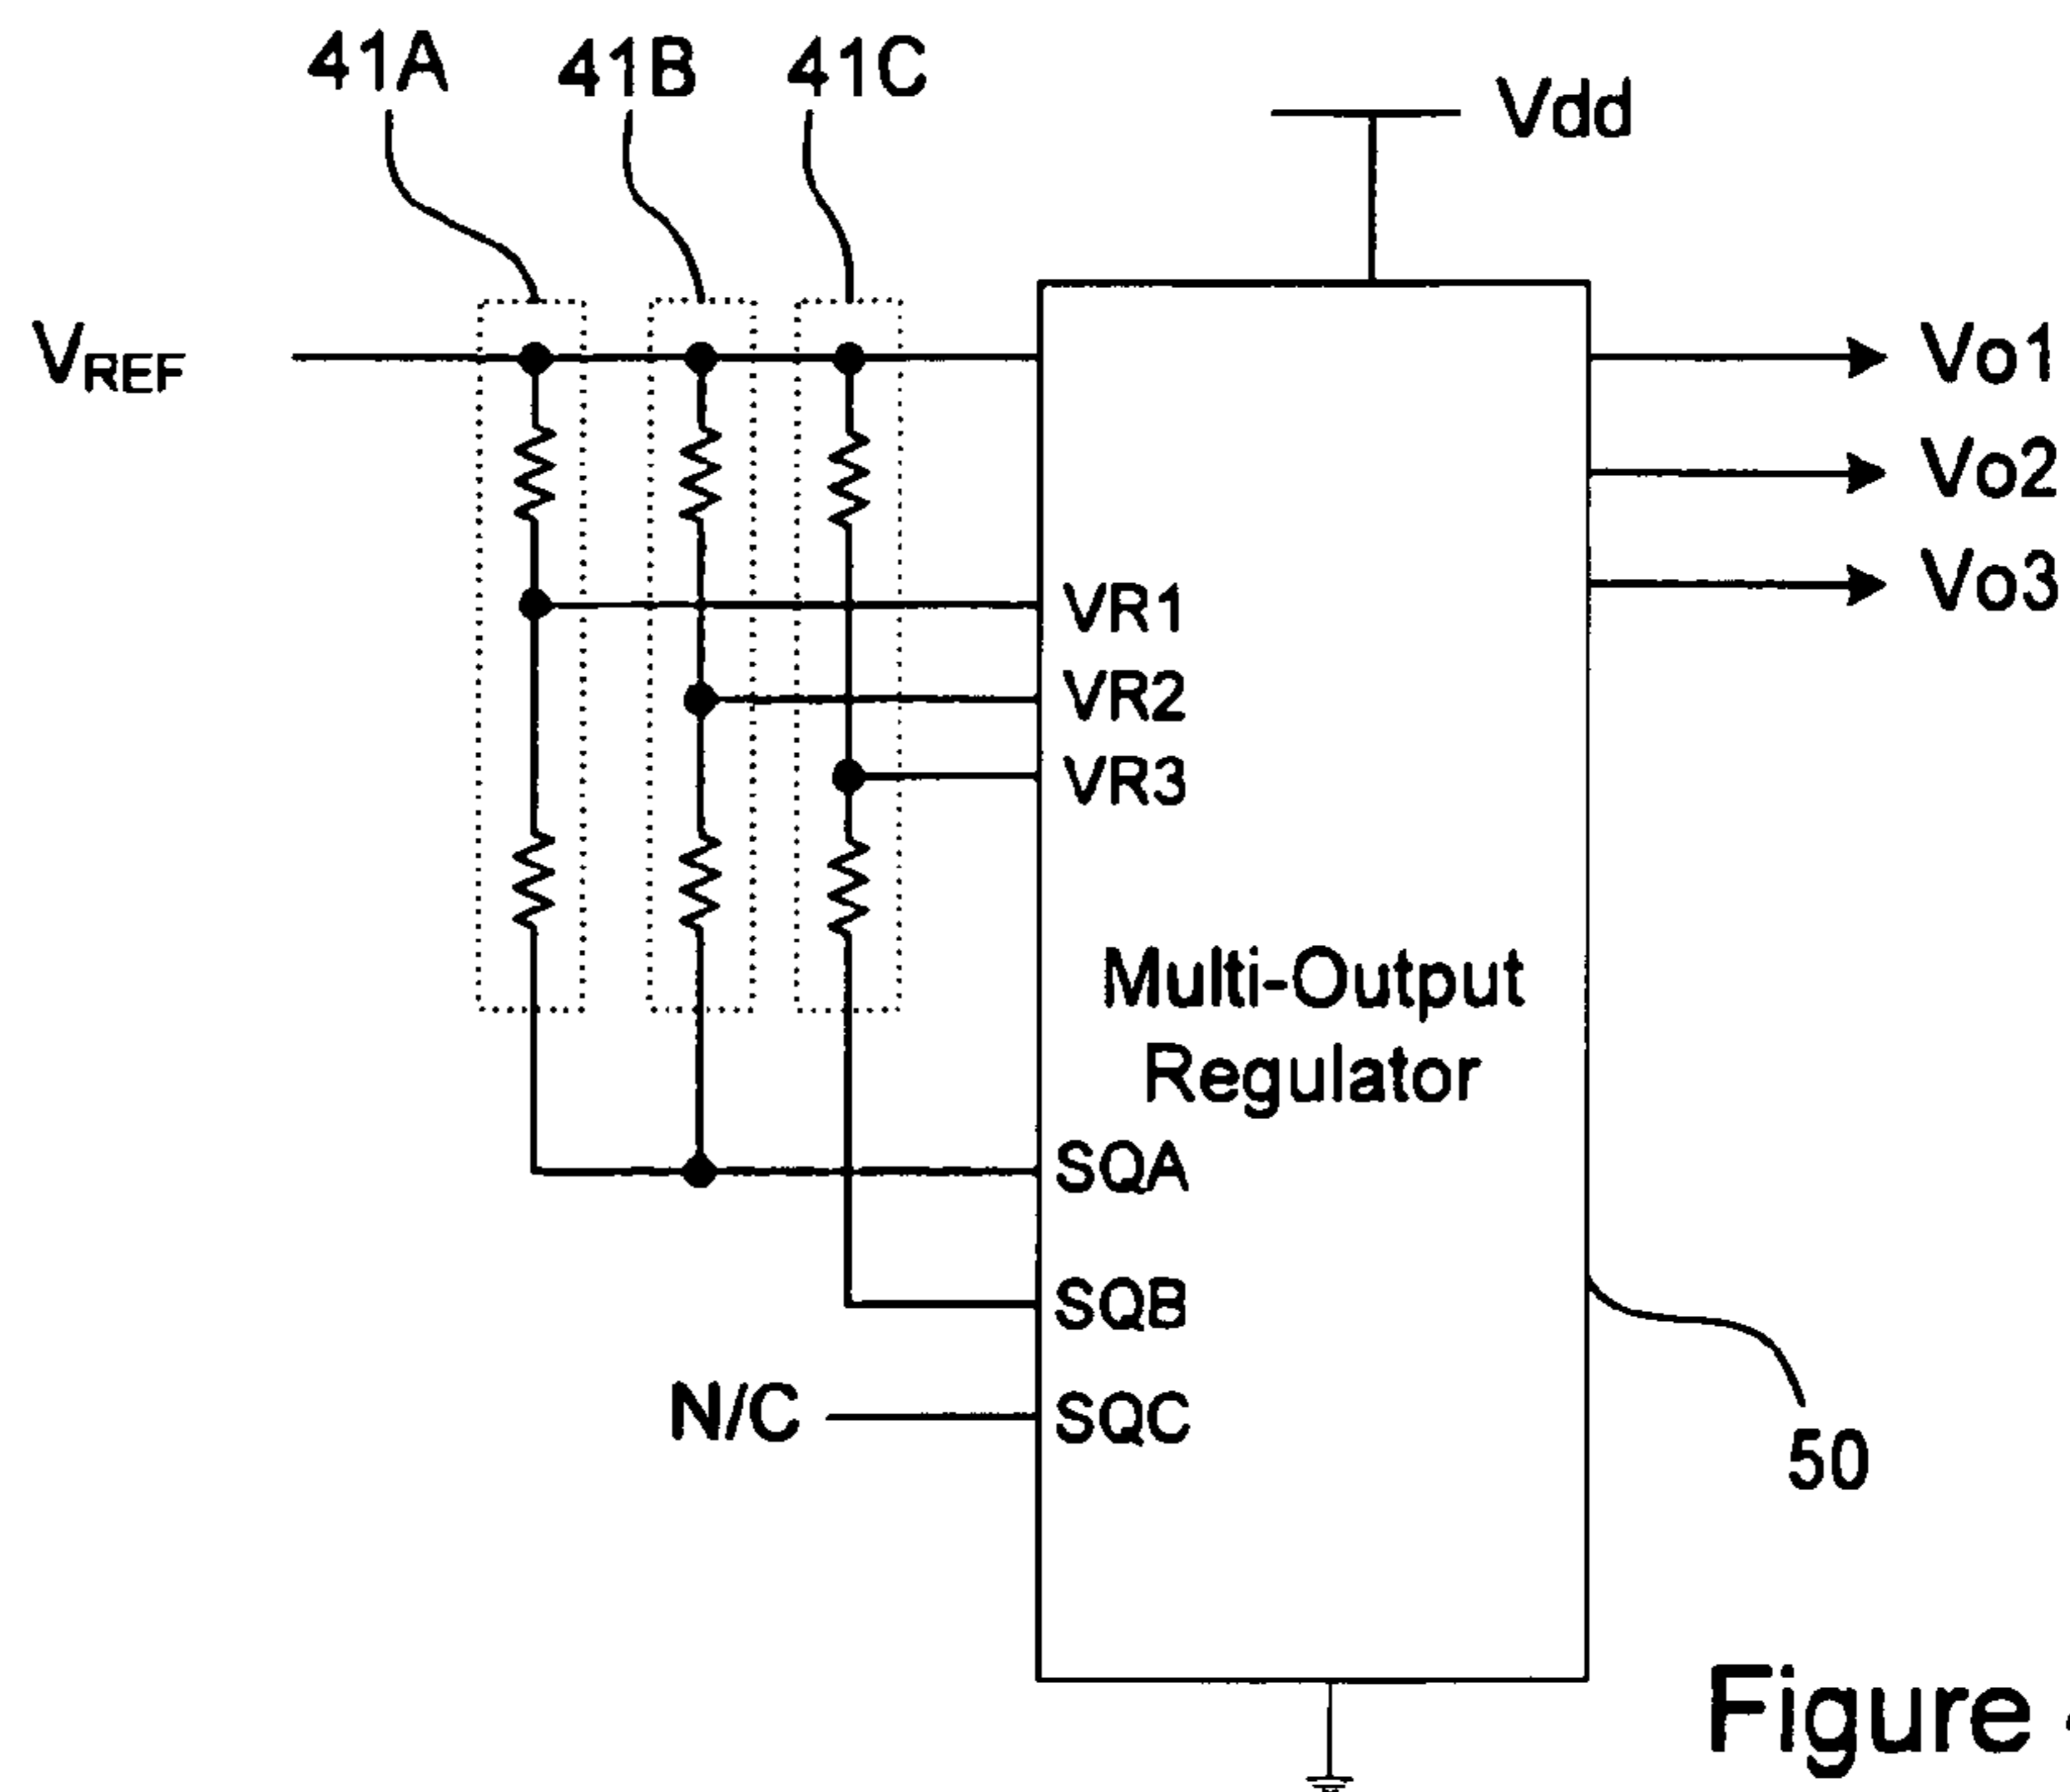 41A 41B 41C
Vdd
VREF
Vo1
Vo2
Vo3
VR1
VR2
VR3
Multi-Output
Regulator
SQA
SQB
N/C SQC
50
Figure